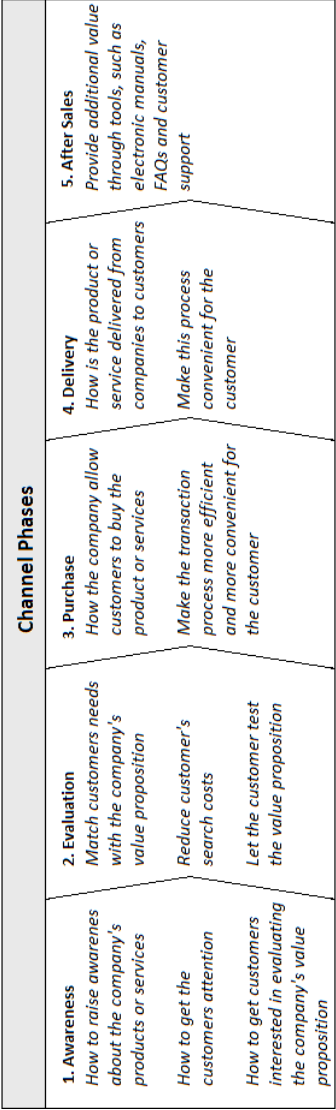 Channel Phases
1. Awareness
How to raise awarenes
about the company's
products or services
How to get the
customers attention
How to get customers
interested in evaluating
the company's value
proposition
2. Evaluation
Match customers needs
with the company's
value proposition
Reduce customer's
search costs
Let the customer test
the value proposition
3. Purchase
How the company allow
customers to buy the
product or services
Make the transaction
process more efficient
and more convenient for
the customer
4. Delivery
How is the product or
service delivered from
companies to customers
Make this process
convenient for the
customer
5. After Sales
Provide additional value
through tools, such as
electronic manuals,
FAQs and customer
support